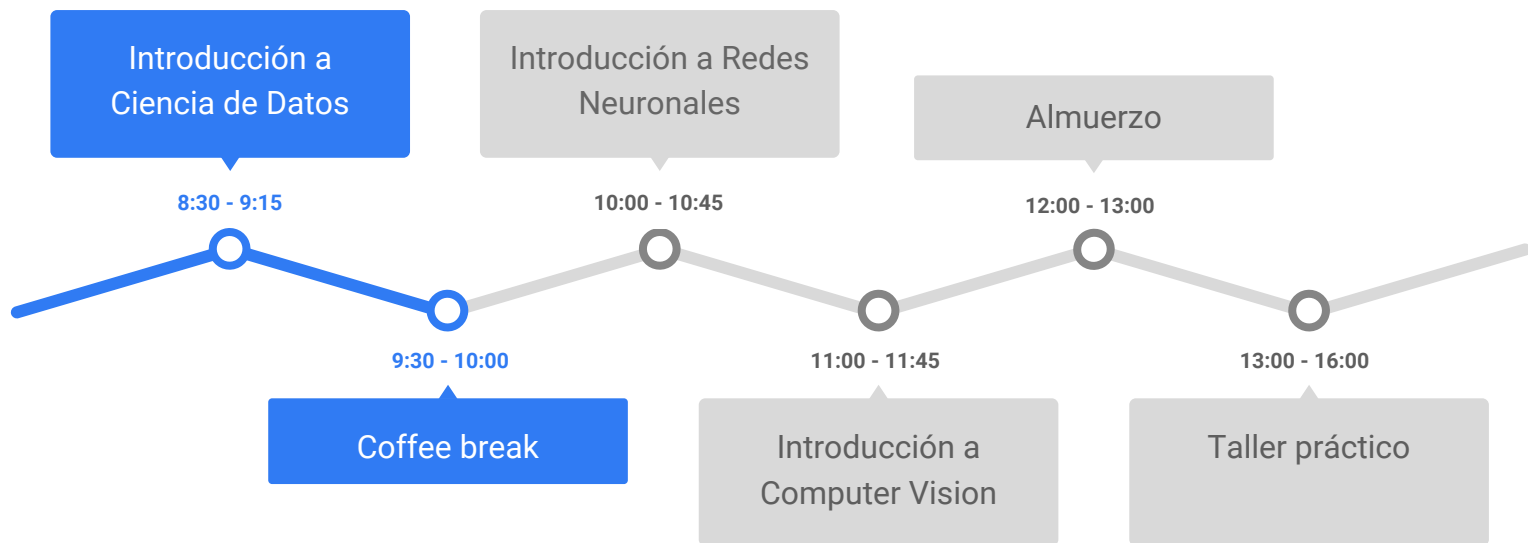 Introducción a
Ciencia de Datos
8:30 - 9:15
9:30 - 10:00
Coffee break
Introducción a Redes
Neuronales
10:00 - 10:45
11:00 - 11:45
Introducción a
Computer Vision
Almuerzo
12:00 - 13:00
13:00 - 16:00
Taller práctico